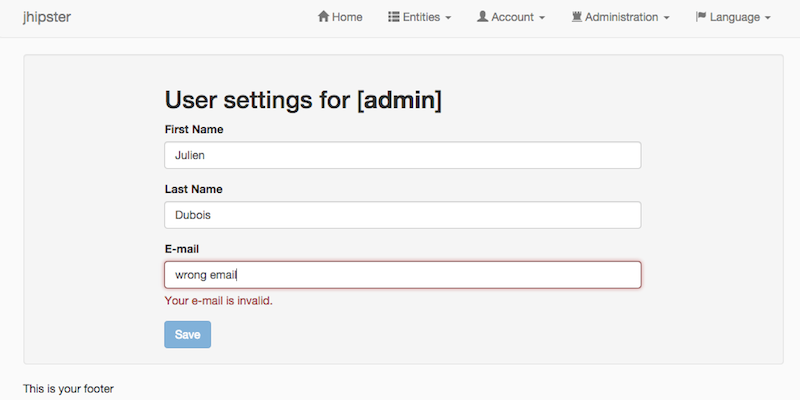 jhipster Home Entities Account Administration Language
User settings for [admin]
First Name
Julien
Last Name
Dubois
E-mail
wrong email
Your e-mail is invalid.
Save
This is your footer